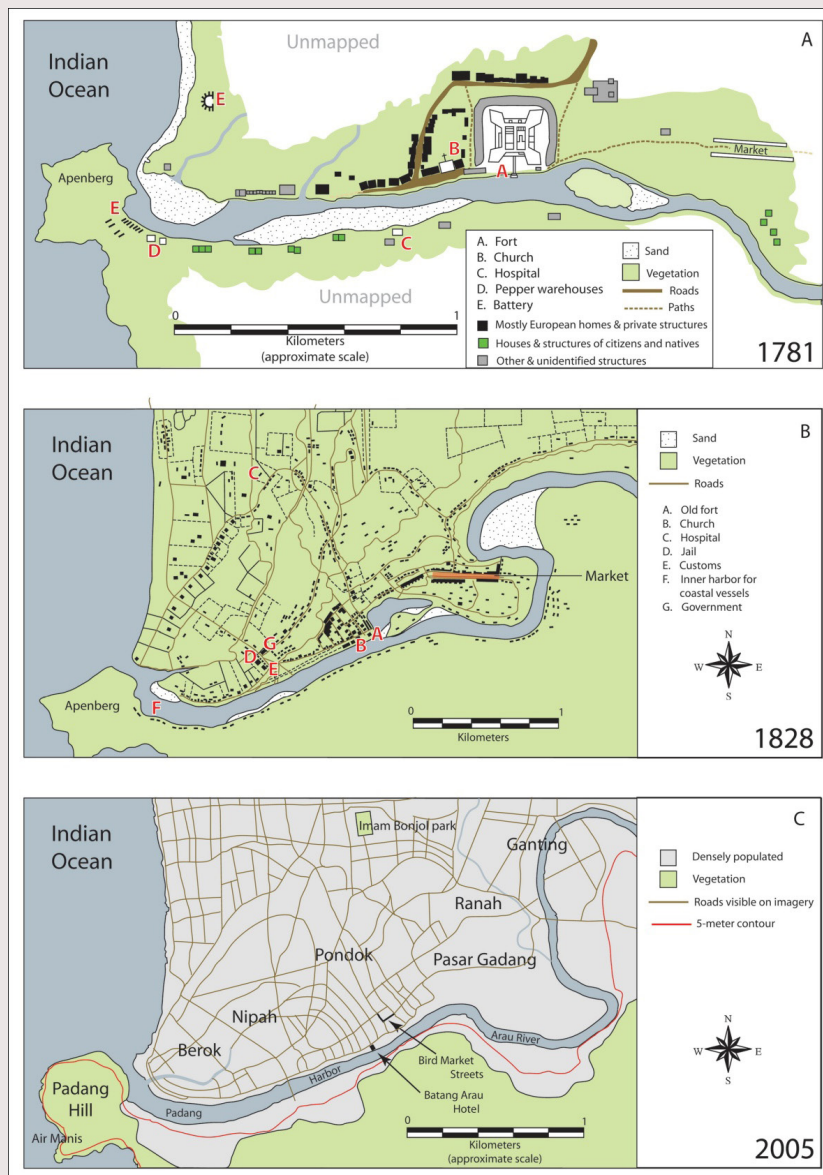 Indian
Ocean
Unmapped
A
E
Apenberg
B
A
Market
E
D
C
Unmapped
0
1
Kilometers
(approximate scale)
A. Fort
B. Church
C. Hospital
D. Pepper warehouses
E. Battery
Sand
Vegetation
Roads
Paths
Mostly European homes & private structures
Houses & structures of citizens and natives
Other & unidentified structures
1781
Indian
Ocean
B
C
Market
A
B
G
D
E
Apenberg
F
0
1
Kilometers
Sand
Vegetation
Roads
A. Old fort
B. Church
C. Hospital
D. Jail
E. Customs
F. Inner harbor for
coastal vessels
G. Government
N
W
E
S
1828
Indian
Ocean
C
Imam Bonjol park
Ganting
Ranah
Pondok
Pasar Gadang
Nipah
Berok
Arau River
Bird Market
Streets
Harbor
Batang Arau
Hotel
Padang
Padang
Hill
Air Manis
0
1
Kilometers
(approximate scale)
Densely populated
Vegetation
Roads visible on imagery
5-meter contour
N
W
E
S
2005